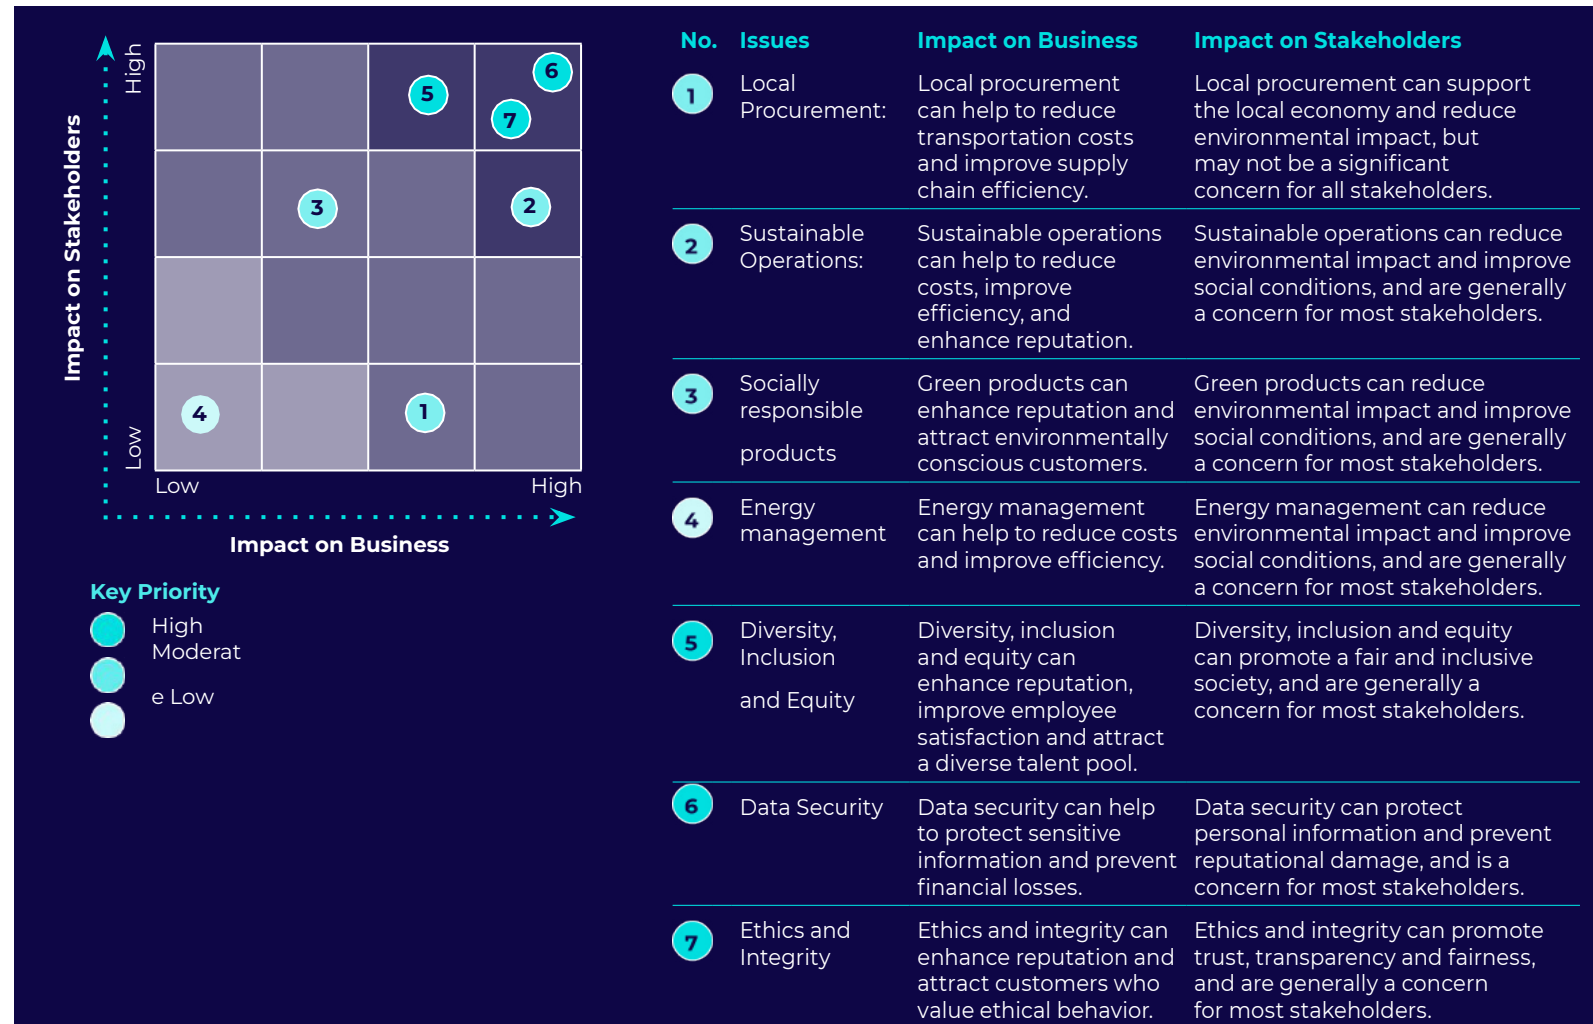 High
Impact on Stakeholders
Low
5
6
7
3
2
4
1
Low
High
Impact on Business
Key Priority
High
Moderat
e Low
No.
Issues
Impact on Business
Impact on Stakeholders
1
Local
Procurement:
Local procurement
can help to reduce
transportation costs
and improve supply
chain efficiency.
Local procurement can support
the local economy and reduce
environmental impact, but
may not be a significant
concern for all stakeholders.
2
Sustainable
Operations:
Sustainable operations
can help to reduce
costs, improve
efficiency, and
enhance reputation.
Sustainable operations can reduce
environmental impact and improve
social conditions, and are generally
a concern for most stakeholders.
3
Socially
responsible
products
Green products can
enhance reputation and
attract environmentally
conscious customers.
Green products can reduce
environmental impact and improve
social conditions, and are generally
a concern for most stakeholders.
4
Energy
management
Energy management
can help to reduce costs
and improve efficiency.
Energy management can reduce
environmental impact and improve
social conditions, and are generally
a concern for most stakeholders.
5
Diversity,
Inclusion
and Equity
Diversity, inclusion
and equity can
enhance reputation,
improve employee
satisfaction and attract
a diverse talent pool.
Diversity, inclusion and equity
can promote a fair and inclusive
society, and are generally a
concern for most stakeholders.
6
Data Security
Data security can help
to protect sensitive
information and prevent
financial losses.
Data security can protect
personal information and prevent
reputational damage, and is a
concern for most stakeholders.
7
Ethics and
Integrity
Ethics and integrity can
enhance reputation and
attract customers who
value ethical behavior.
Ethics and integrity can promote
trust, transparency and fairness,
and are generally a concern
for most stakeholders.